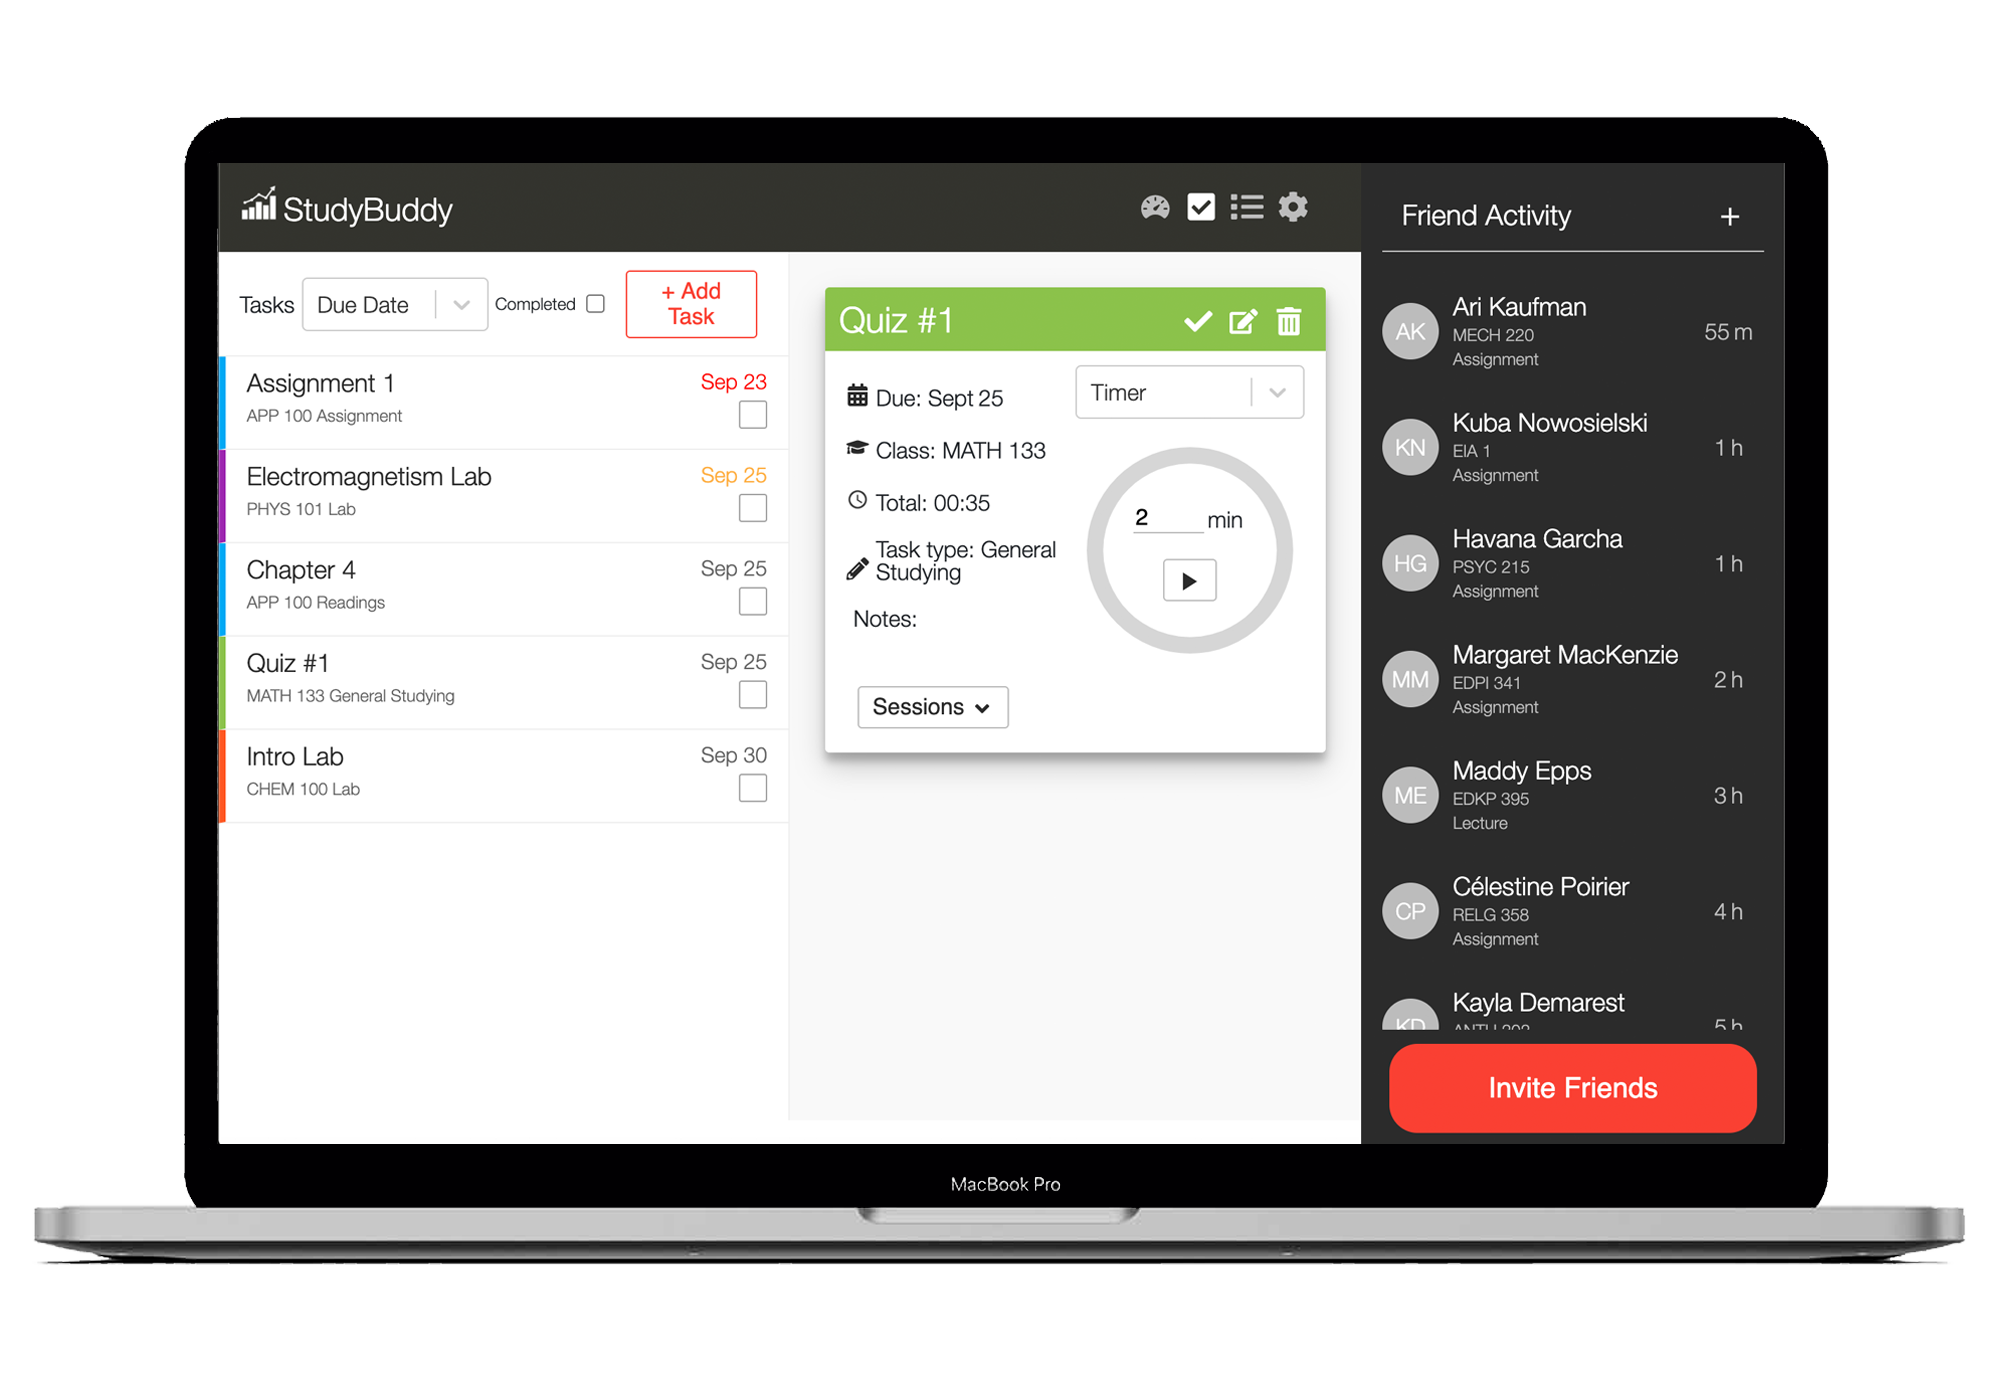 StudyBuddy
Tasks
Due Date
Completed
+ Add
Task
Assignment 1
Sep 23
APP 100 Assignment
Electromagnetism Lab
Sep 25
PHYS 101 Lab
Chapter 4
Sep 25
APP 100 Readings
Quiz #1
Sep 25
MATH 133 General Studying
Intro Lab
Sep 30
CHEM 100 Lab
Quiz #1
Due: Sept 25
Class: MATH 133
Total: 00:35
Task type: General
Studying
Notes:
Sessions
Timer
2 min
Friend Activity +
AK
Ari Kaufman
MECH 220
Assignment
55 m
KN
Kuba Nowosielski
EIA 1
Assignment
1 h
HG
Havana Garcha
PSYC 215
Assignment
1 h
MM
Margaret MacKenzie
EDPI 341
Assignment
2 h
ME
Maddy Epps
EDKP 395
Lecture
3 h
CP
Célestine Poirier
RELG 358
Assignment
4 h
KD
Kayla Demarest
5 h
Invite Friends
MacBook Pro